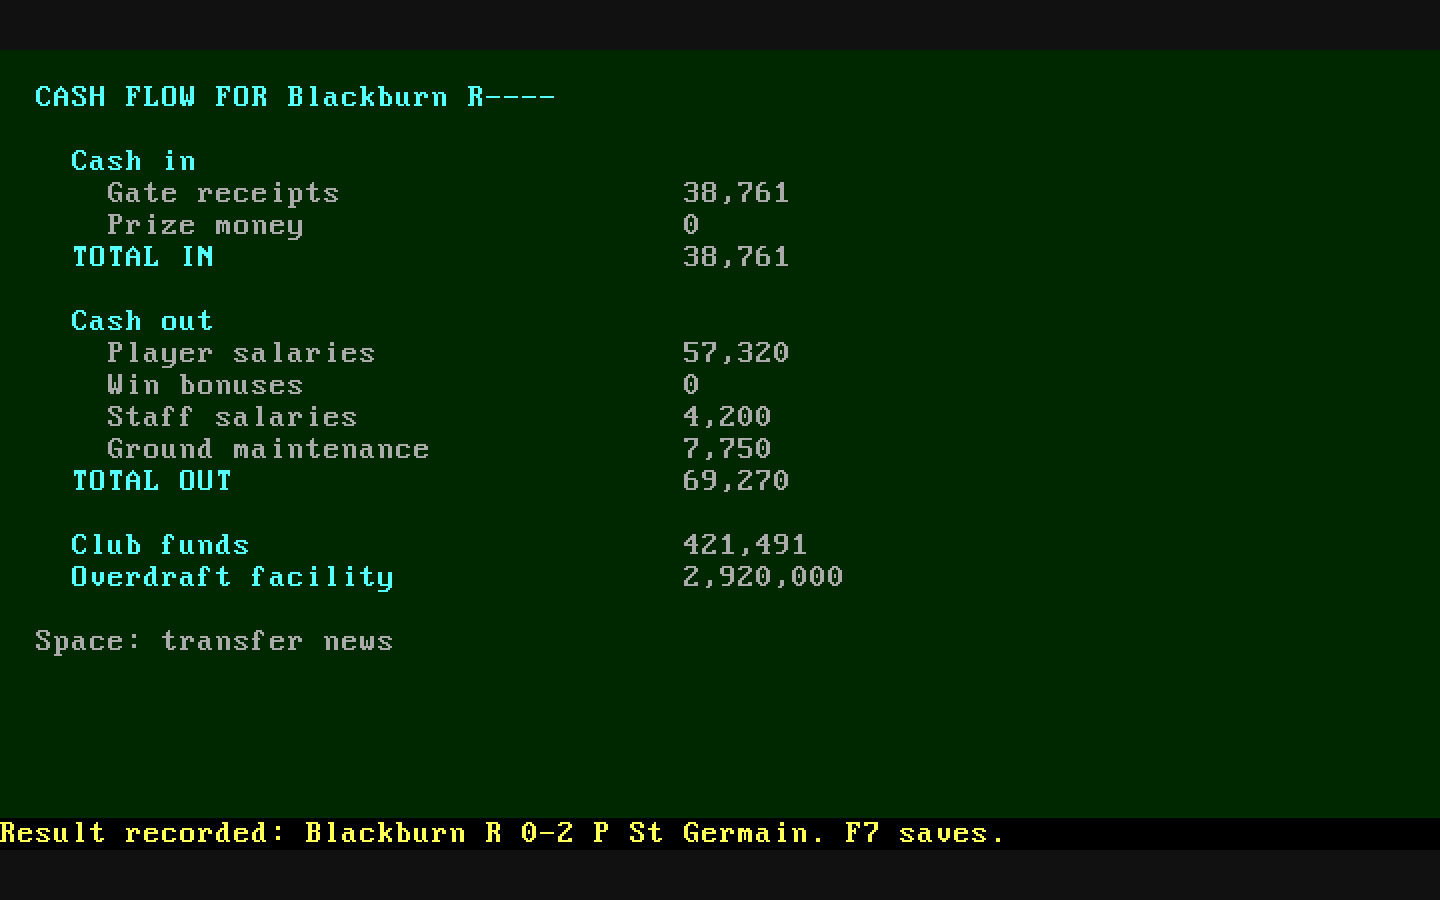 CASH FLOW FOR Blackburn R----
Cash in
Gate receipts 38,761
Prize money 0
TOTAL IN 38,761
Cash out
Player salaries 57,320
Win bonuses 0
Staff salaries 4,200
Ground maintenance 7,750
TOTAL OUT 69,270
Club funds 421,491
Overdraft facility 2,920,000
Space: transfer news
Result recorded: Blackburn R 0-2 P St Germain. F7 saves.